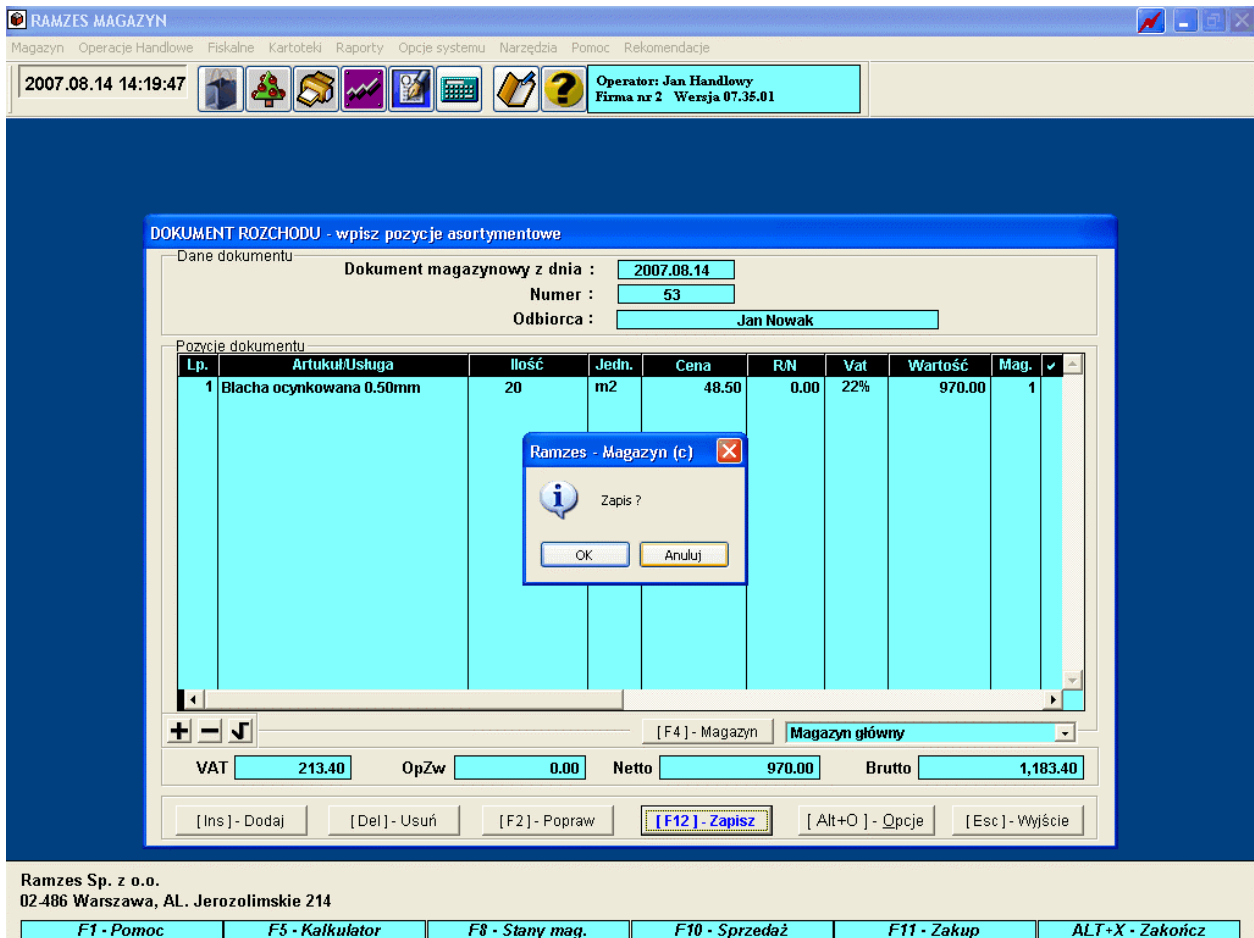 RAMZES MAGAZYN
Magazyn Operacje Handlowe Fiskalne Kartoteki Raporty Opcje systemu Narzędzia Pomoc Rekomendacje
2007.08.14 14:19:47
Operator: Jan Handlowy
Firma nr 2 Wersja 07.35.01
DOKUMENT ROZCHODU - wpisz pozycje asortymentowe
Dane dokumentu
Dokument magazynowy z dnia : 2007.08.14
Numer : 53
Odbiorca : Jan Nowak
Pozycje dokumentu
Lp. Artukuł/Usługa Ilość Jedn. Cena R/N Vat Wartość Mag.
1 Blacha ocynkowana 0.50mm 20 m2 48.50 0.00 22% 970.00 1
Ramzes - Magazyn (c)
Zapis ?
OK Anuluj
[ F4 ] - Magazyn Magazyn główny
VAT 213.40 OpZw 0.00 Netto 970.00 Brutto 1,183.40
[ Ins ] - Dodaj [ Del ] - Usuń [ F2 ] - Popraw [ F12 ] - Zapisz [ Alt+O ] - Opcje [ Esc ] - Wyjście
Ramzes Sp. z o.o.
02-486 Warszawa, AL. Jerozolimskie 214
F1 - Pomoc F5 - Kalkulator F8 - Stany mag. F10 - Sprzedaż F11 - Zakup ALT+X - Zakończ